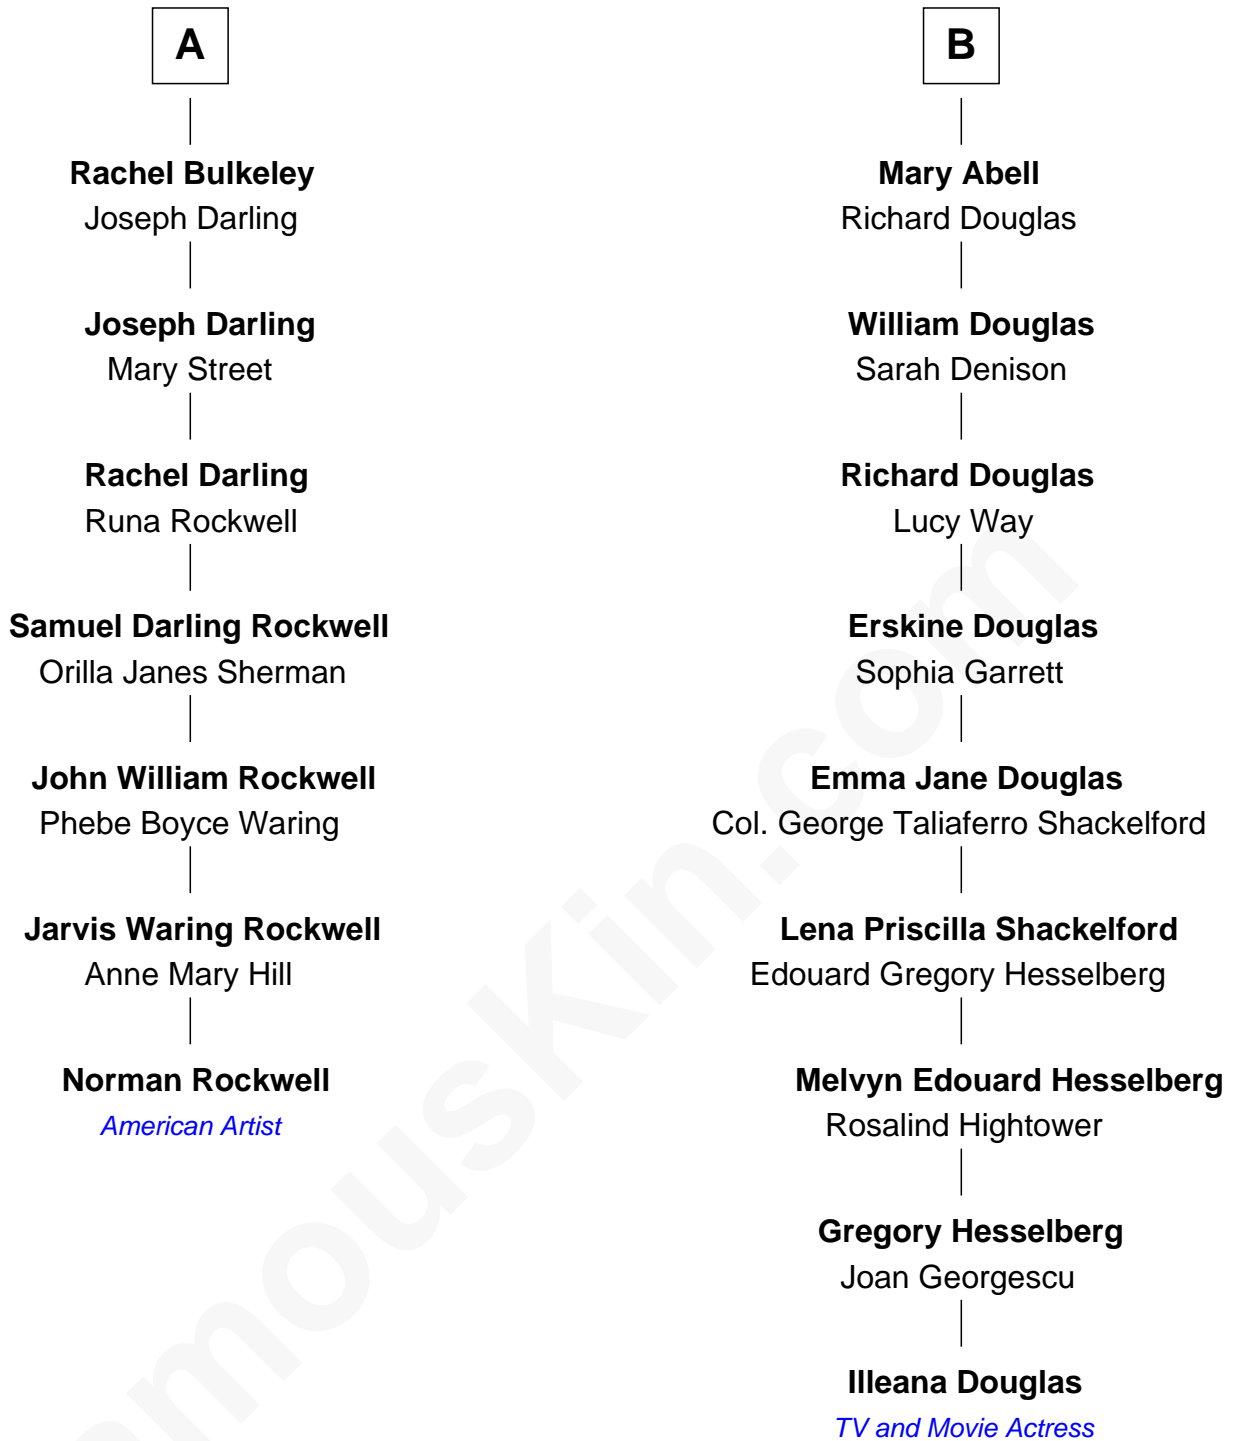 A
Rachel Bulkeley
Joseph Darling
Joseph Darling
Mary Street
Rachel Darling
Runa Rockwell
Samuel Darling Rockwell
Orilla Janes Sherman
John William Rockwell
Phebe Boyce Waring
Jarvis Waring Rockwell
Anne Mary Hill
Norman Rockwell
American Artist
B
Mary Abell
Richard Douglas
William Douglas
Sarah Denison
Richard Douglas
Lucy Way
Erskine Douglas
Sophia Garrett
Emma Jane Douglas
Col. George Taliaferro Shackelford
Lena Priscilla Shackelford
Edouard Gregory Hesselberg
Melvyn Edouard Hesselberg
Rosalind Hightower
Gregory Hesselberg
Joan Georgescu
Illeana Douglas
TV and Movie Actress
mousKin.com